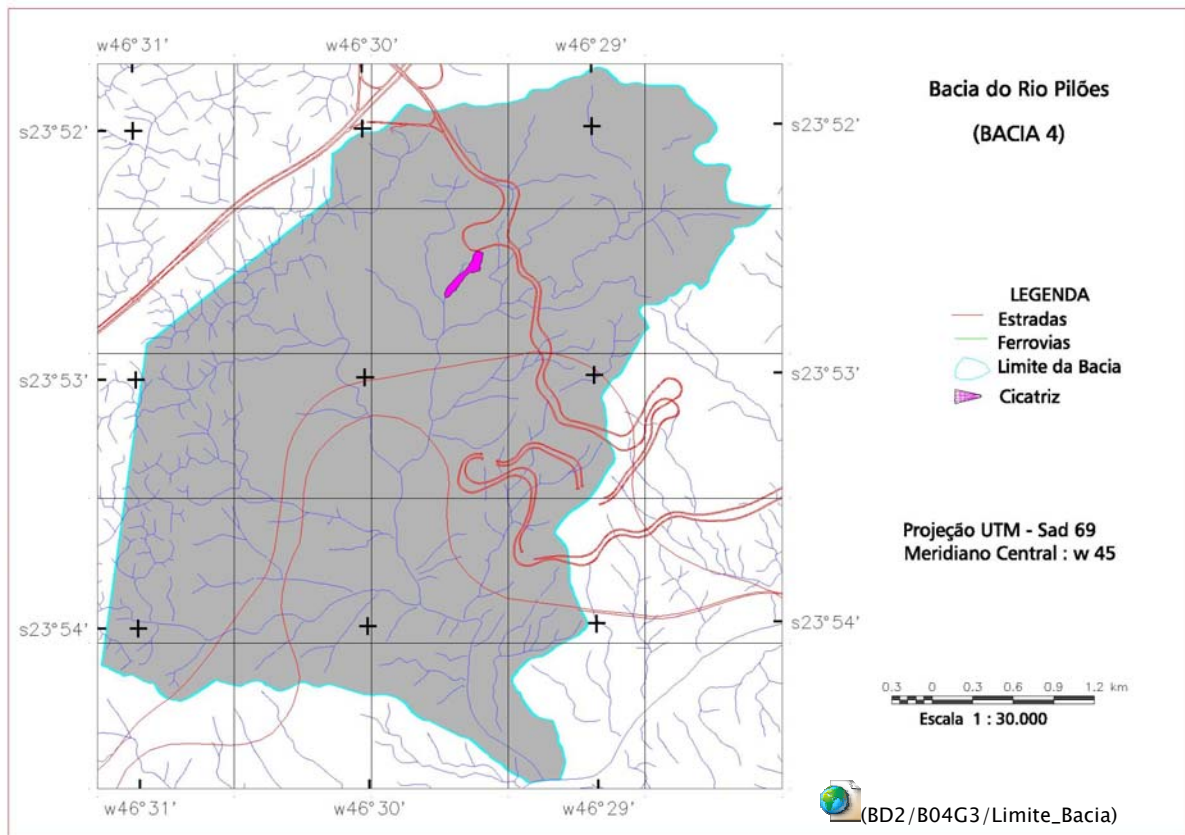 w46°31' w46°30' w46°29'
s23°52' s23°52'
s23°53' s23°53'
s23°54' s23°54'
w46°31' w46°30' w46°29'
Bacia do Rio Pilões
(BACIA 4)
LEGENDA
Estradas
Ferrovias
Limite da Bacia
Cicatriz
Projeção UTM - Sad 69
Meridiano Central : w 45
0.3 0 0.3 0.6 0.9 1.2 km
Escala 1 : 30.000
(BD2/B04G3/Limite_Bacia)